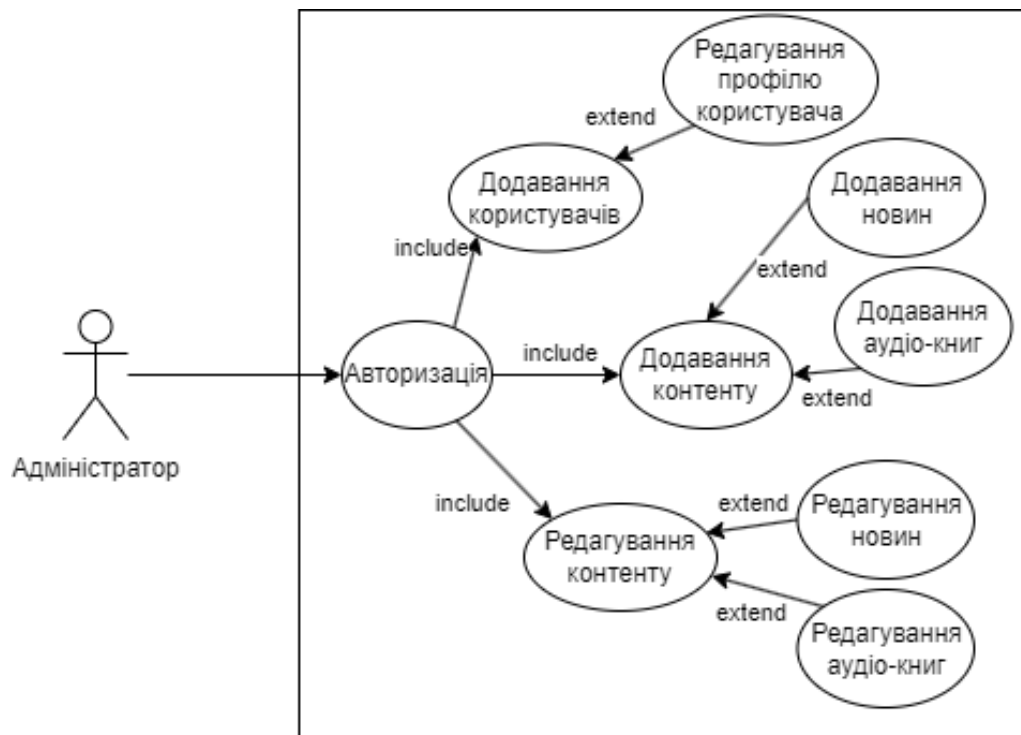 Редагування
профілю
користувача
extend
Додавання
користувачів
Додавання
новин
include
extend
Додавання
аудіо-книг
Авторизація
include
Додавання
контенту
extend
Адміністратор
include
Редагування
контенту
extend
Редагування
новин
extend
Редагування
аудіо-книг